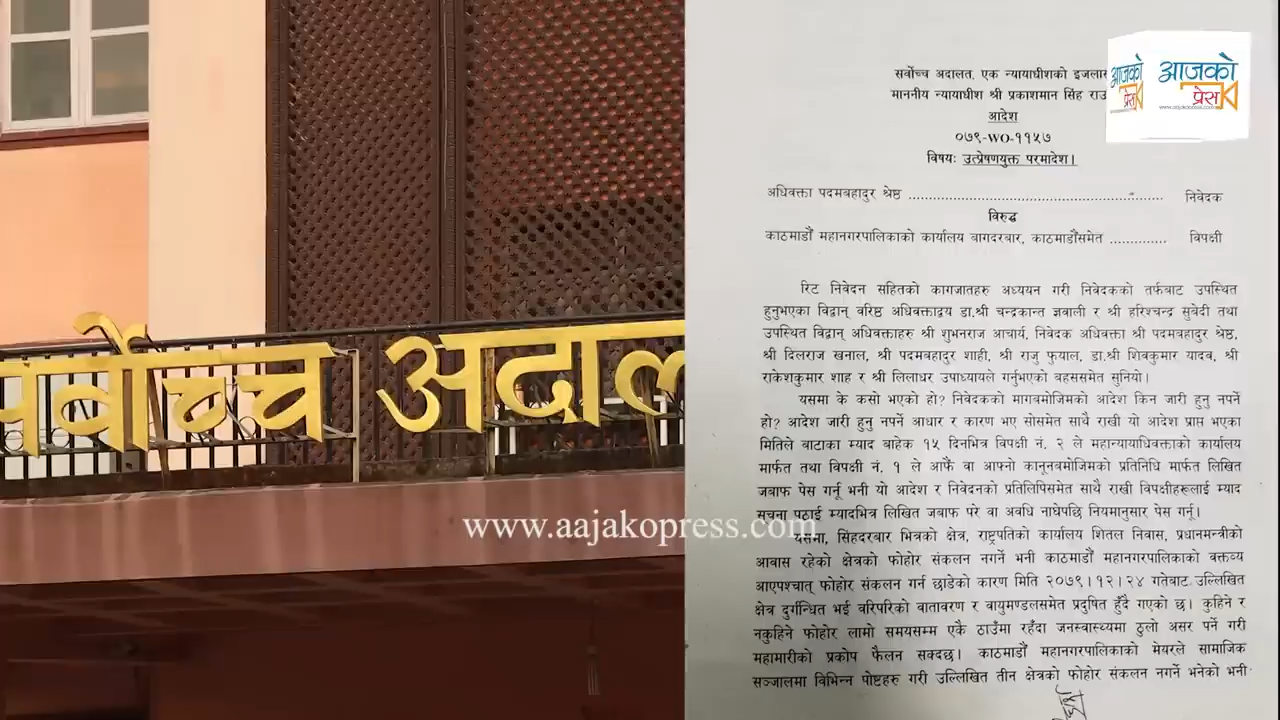 र्वोच्च अदाल
सर्वोच्च अदालत, एक न्यायाधीशको इजलास
माननीय न्यायाधीश श्री प्रकाशमान सिंह राउ
आदेश
०७९-WO-११५७
विषयः उत्प्रेषणयुक्त परमादेश।
अधिवक्ता पदमबहादुर श्रेष्ठ .......................................................... निवेदक
विरुद्ध
काठमाडौं महानगरपालिकाको कार्यालय बागदरबार, काठमाडौंसमेत .............. विपक्षी
रिट निवेदन सहितको कागजातहरु अध्ययन गरी निवेदकको तर्फबाट उपस्थित
हुनुभएका विद्वान् वरिष्ठ अधिवक्ताद्वय डा.श्री चन्द्रकान्त ज्ञवाली र श्री हरिश्चन्द्र सुवेदी तथा
उपस्थित विद्वान् अधिवक्ताहरु श्री शुभनराज आचार्य, निवेदक अधिवक्ता श्री पदमबहादुर श्रेष्ठ,
श्री दिलराज खनाल, श्री पदमबहादुर शाही, श्री राजु फुयाल, डा.श्री शिवकुमार यादव, श्री
राकेशकुमार शाह र श्री लिलाधर उपाध्यायले गर्नुभएको बहससमेत सुनियो।
यसमा के कसो भएको हो? निवेदकको मागबमोजिमको आदेश किन जारी हुनु नपर्ने
हो? आदेश जारी हुनु नपर्ने आधार र कारण भए सोसमेत साथै राखी यो आदेश प्राप्त भएका
मितिले बाटाका म्याद बाहेक १५ दिनभित्र विपक्षी नं. २ ले महान्यायाधिवक्ताको कार्यालय
मार्फत तथा विपक्षी नं. १ ले आफैं वा आफ्नो कानूनबमोजिमको प्रतिनिधि मार्फत लिखित
जबाफ पेस गर्नू भनी यो आदेश र निवेदनको प्रतिलिपिसमेत साथै राखी विपक्षीहरूलाई म्याद
सूचना पठाई म्यादभित्र लिखित जवाफ परे वा अवधि नाघेपछि नियमानुसार पेस गर्नू।
यसमा, सिंहदरबार भित्रको क्षेत्र, राष्ट्रपतिको कार्यालय शितल निवास, प्रधानमन्त्रीको
आवास रहेको क्षेत्रको फोहोर संकलन नगर्ने भनी काठमाडौं महानगरपालिकाको वक्तव्य
आएपश्चात् फोहोर संकलन गर्न छाडेको कारण मिति २०७९।१२।२४ गतेबाट उल्लिखित
क्षेत्र दुर्गन्धित भई वरिपरिको वातावरण र वायुमण्डलसमेत प्रदुषित हुँदै गएको छ। कुहिने र
नकुहिने फोहोर लामो समयसम्म एकै ठाउँमा रहँदा जनस्वास्थ्यमा ठुलो असर पर्ने गरी
महामारीको प्रकोप फैलन सक्दछ। काठमाडौं महानगरपालिकाको मेयरले सामाजिक
सञ्जालमा विभिन्न पोष्टहरु गरी उल्लिखित तीन क्षेत्रको फोहोर संकलन नगर्ने भनेको भनी
आजको
प्रेस
आजको
प्रेस
www.aajakopress.com
www.aajakopress.com